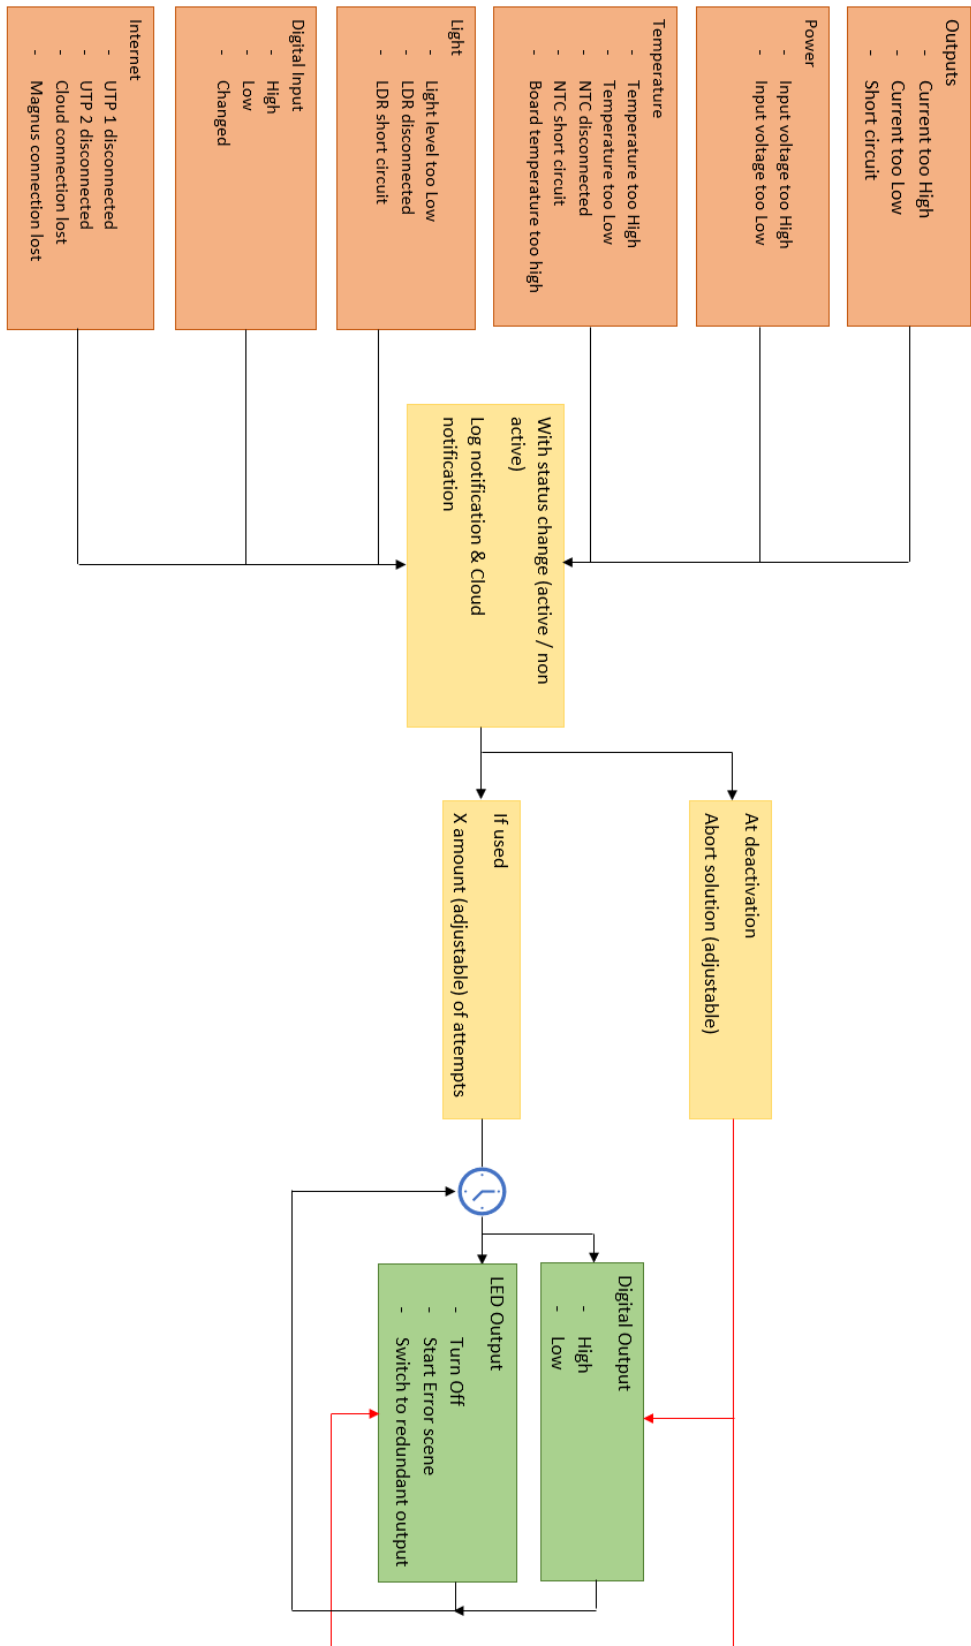 Outputs
- Current too High
- Current too Low
- Short circuit
Power
- Input voltage too High
- Input voltage too Low
Temperature
- Temperature too High
- Temperature too Low
- NTC disconnected
- NTC short circuit
- Board temperature too high
Light
- Light level too Low
- LDR disconnected
- LDR short circuit
Digital Input
- High
- Low
- Changed
Internet
- UTP 1 disconnected
- UTP 2 disconnected
- Cloud connection lost
- Magnus connection lost
With status change (active / non
active)
Log notification & Cloud
notification
At deactivation
Abort solution (adjustable)
If used
X amount (adjustable) of attempts
Digital Output
- High
- Low
LED Output
- Turn Off
- Start Error scene
- Switch to redundant output